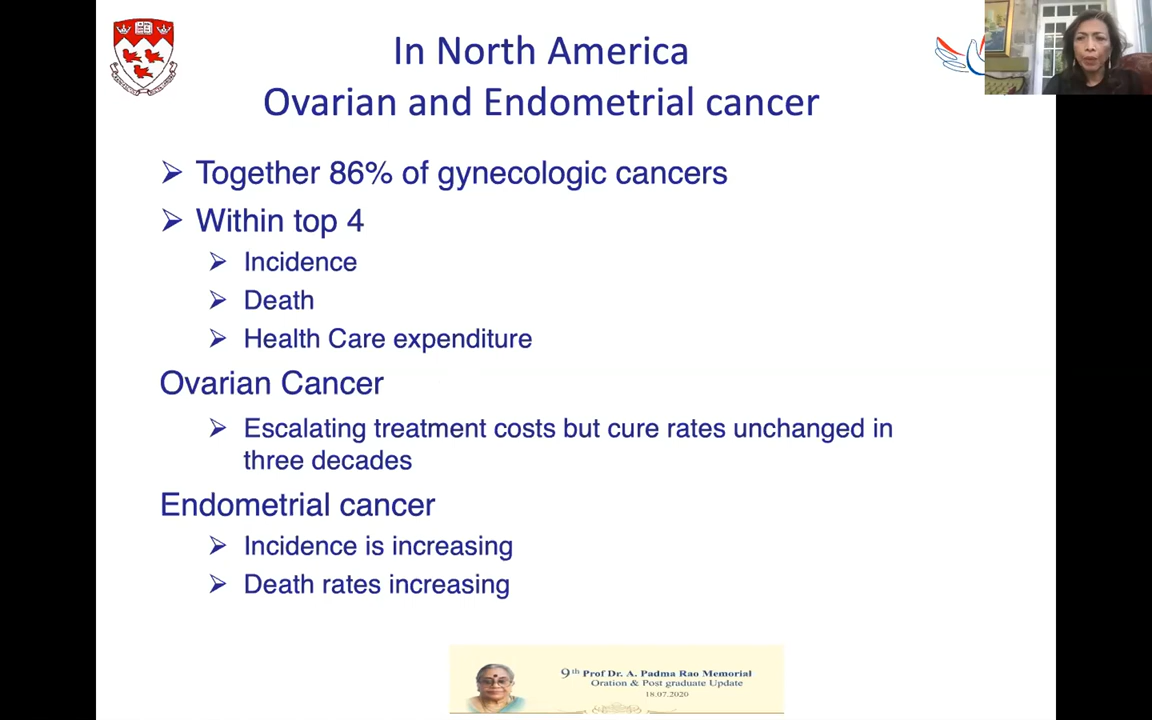 In North America
Ovarian and Endometrial cancer
Together 86% of gynecologic cancers
Within top 4
Incidence
Death
Health Care expenditure
Ovarian Cancer
Escalating treatment costs but cure rates unchanged in
three decades
Endometrial cancer
Incidence is increasing
Death rates increasing
9th Prof Dr. A. Padma Rao Memorial
Oration & Post graduate Update
18.07.2020